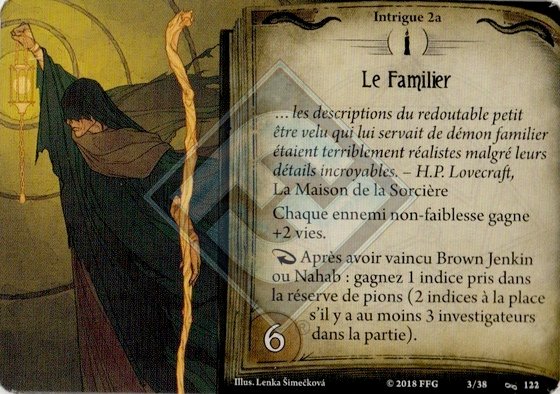 Intrigue 2a
Le Familier
... les descriptions du redoutable petit
être velu qui lui servait de démon familier
étaient terriblement réalistes malgré leurs
détails incroyables. – H.P. Lovecraft,
La Maison de la Sorcière
Chaque ennemi non-faiblesse gagne
+2 vies.
Après avoir vaincu Brown Jenkin
ou Nahab : gagnez 1 indice pris dans
la réserve de pions (2 indices à la place
s'il y a au moins 3 investigateurs
dans la partie).
6
Illus. Lenka Šimečková © 2018 FFG 3/38 122